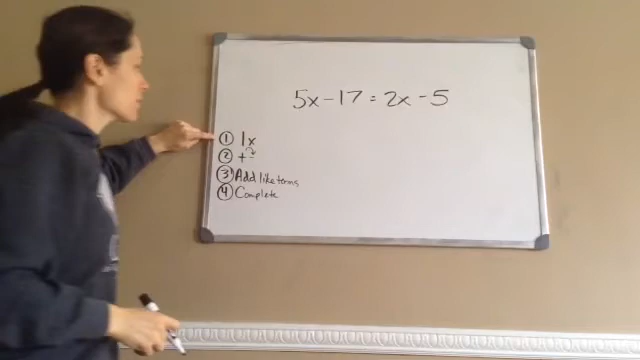 5x - 17 = 2x - 5
① 1x
② + -
③ Add like terms
④ Complete